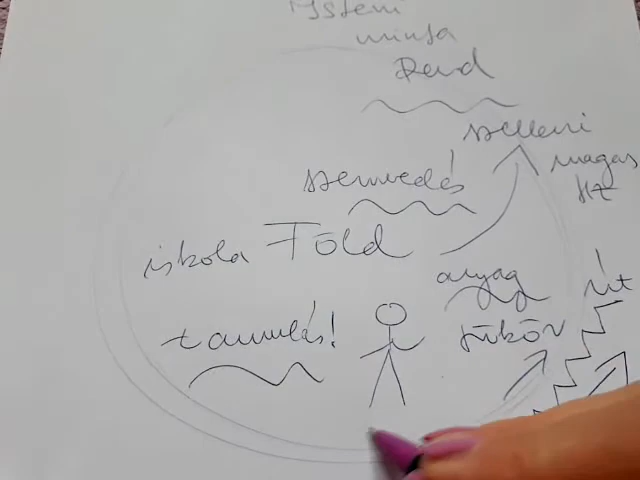 Isteni
minta
Rend
szellemi
magas
szenvedés
iskola Föld
anyag
út
tükör
tanulás!